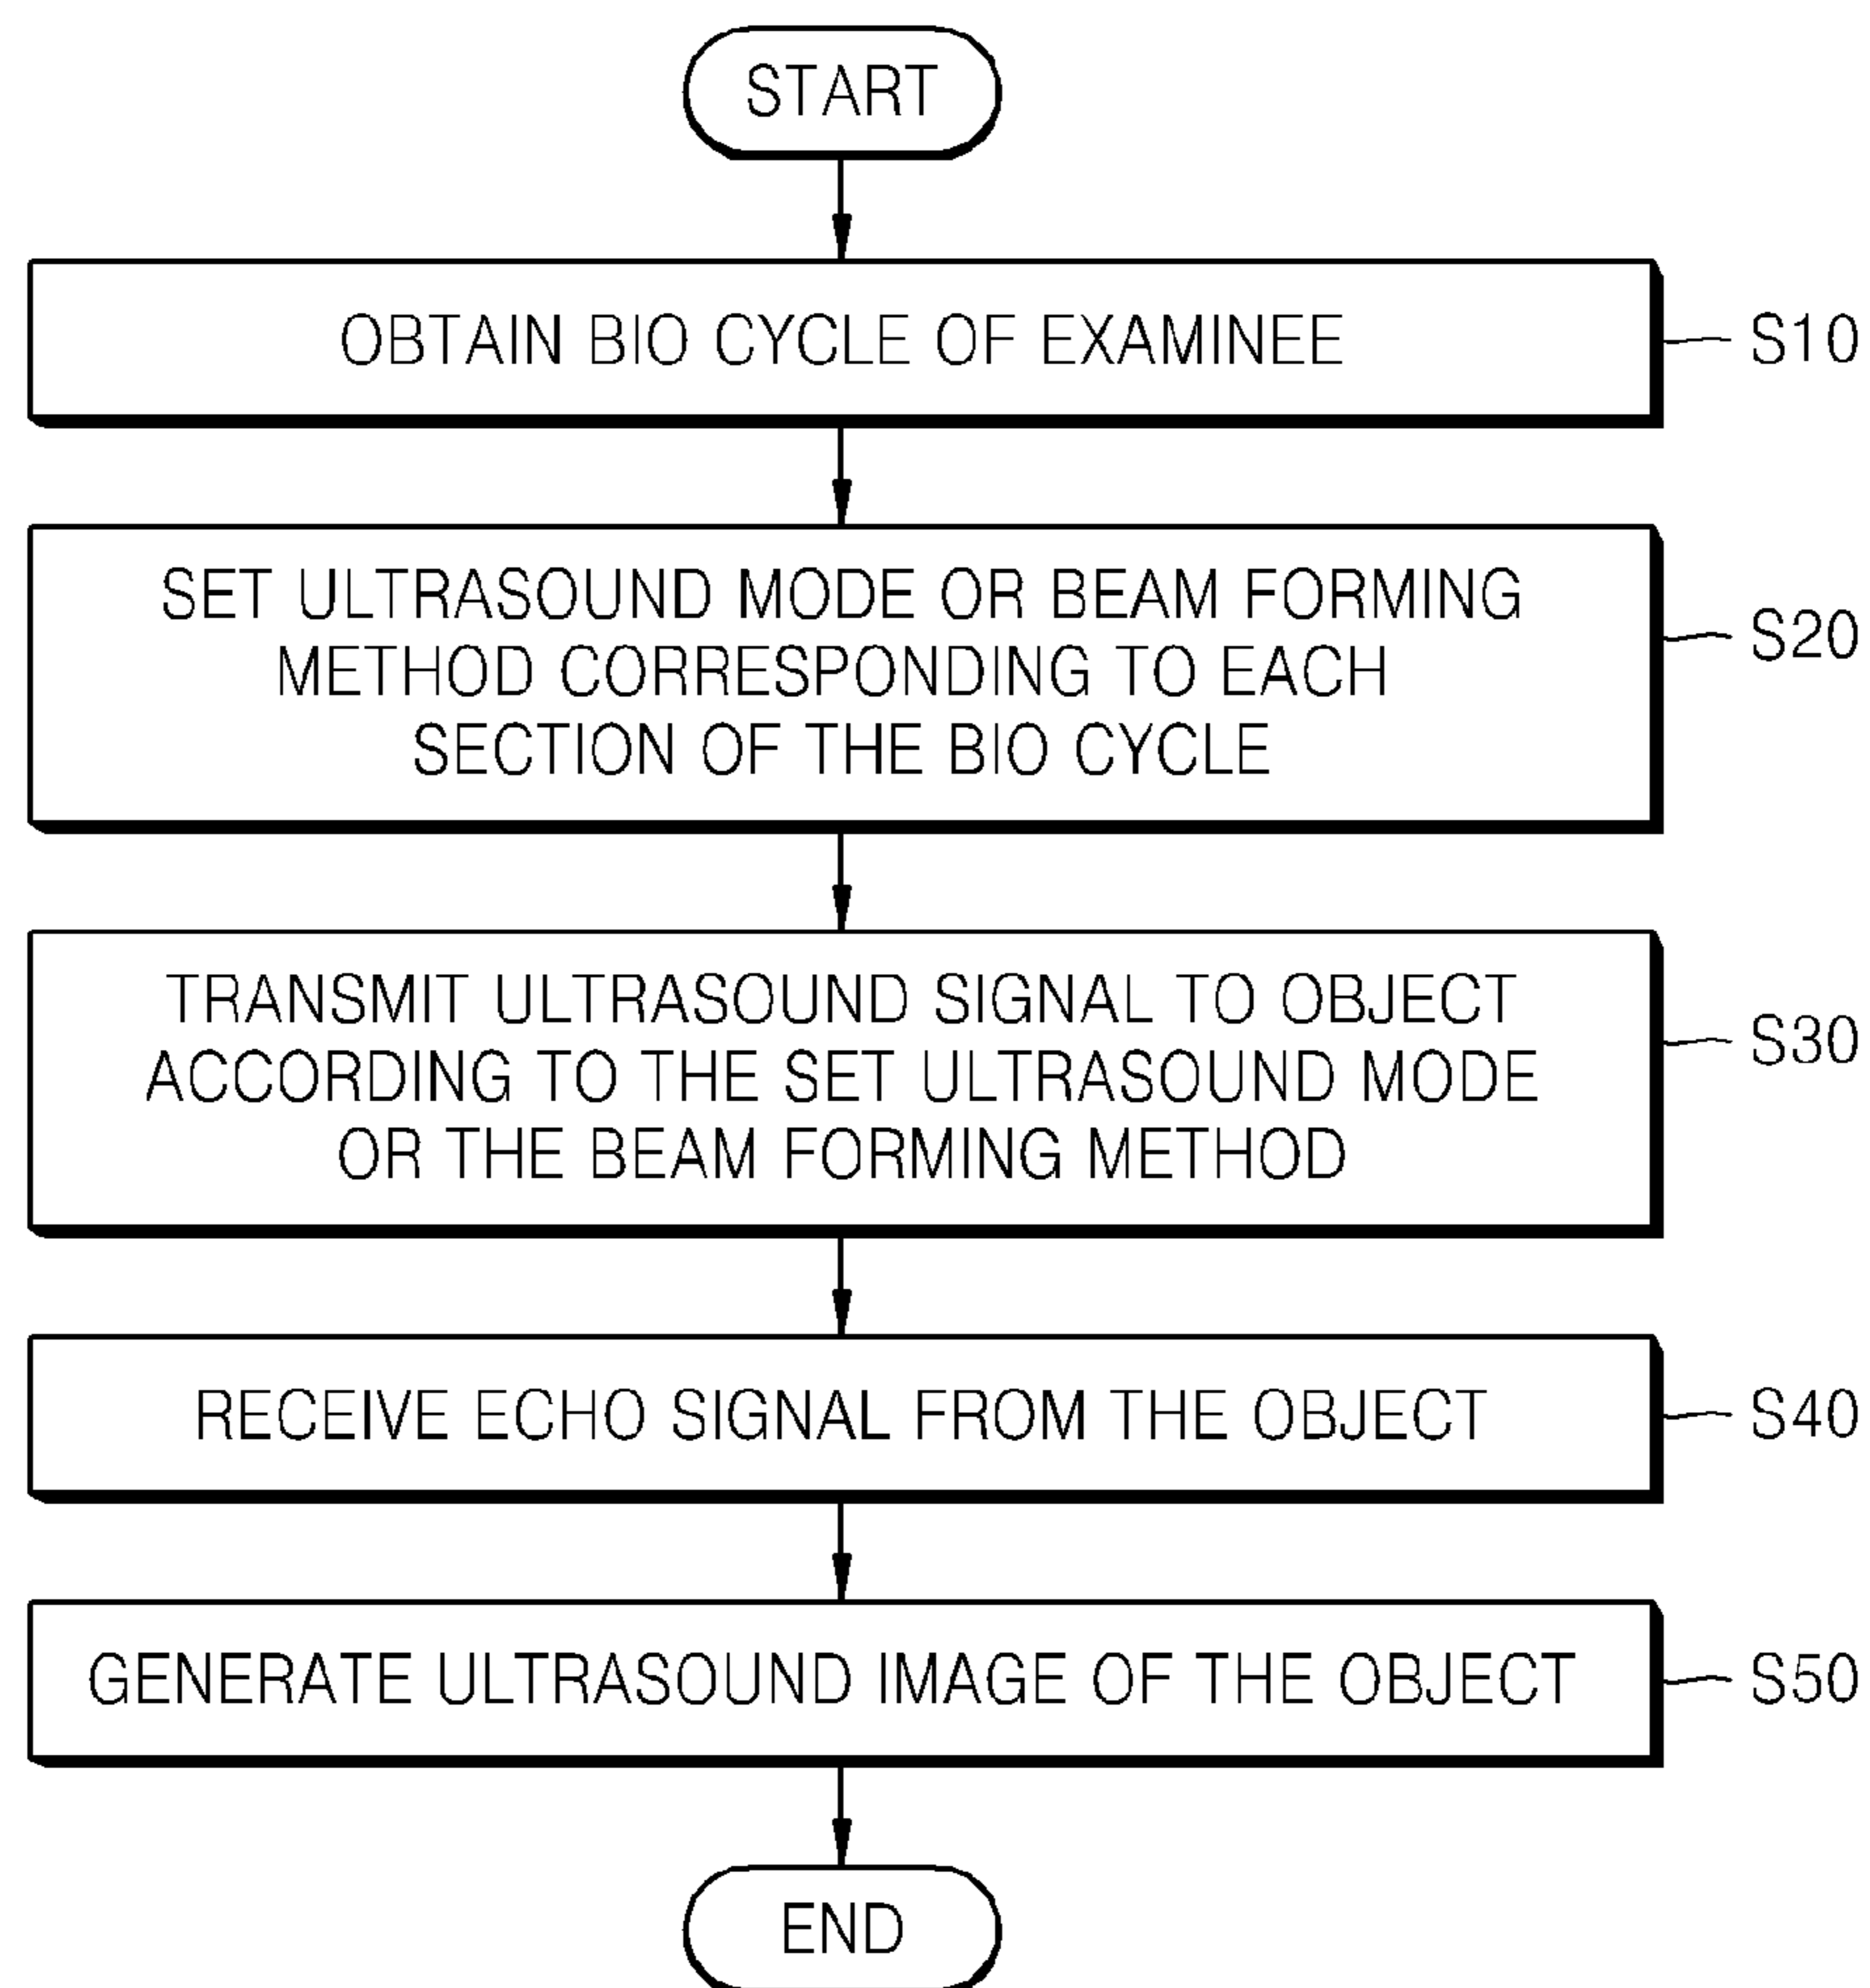 START
OBTAIN BIO CYCLE OF EXAMINEE
S10
SET ULTRASOUND MODE OR BEAM FORMING
METHOD CORRESPONDING TO EACH
SECTION OF THE BIO CYCLE
S20
TRANSMIT ULTRASOUND SIGNAL TO OBJECT
ACCORDING TO THE SET ULTRASOUND MODE
OR THE BEAM FORMING METHOD
S30
RECEIVE ECHO SIGNAL FROM THE OBJECT
S40
GENERATE ULTRASOUND IMAGE OF THE OBJECT
S50
END